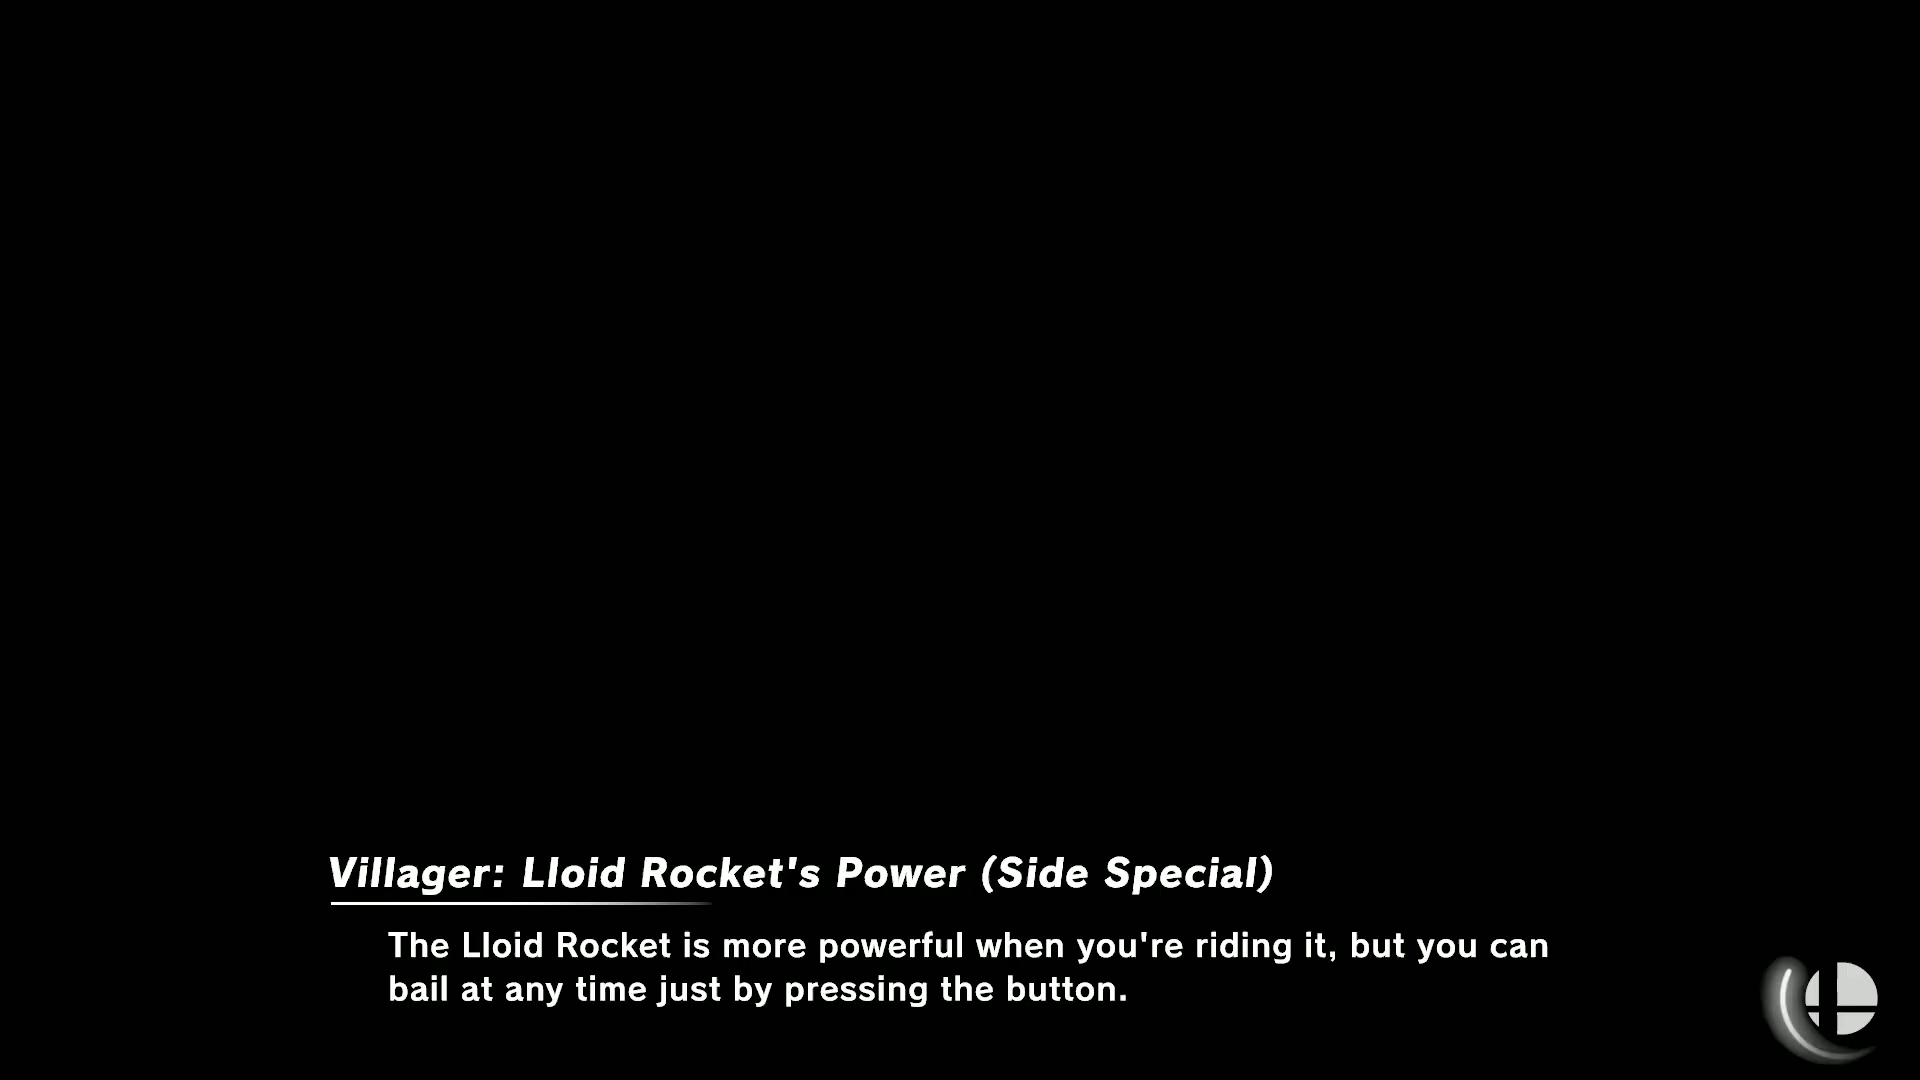 Villager: Lloid Rocket's Power (Side Special)
The Lloid Rocket is more powerful when you're riding it, but you can
bail at any time just by pressing the button.